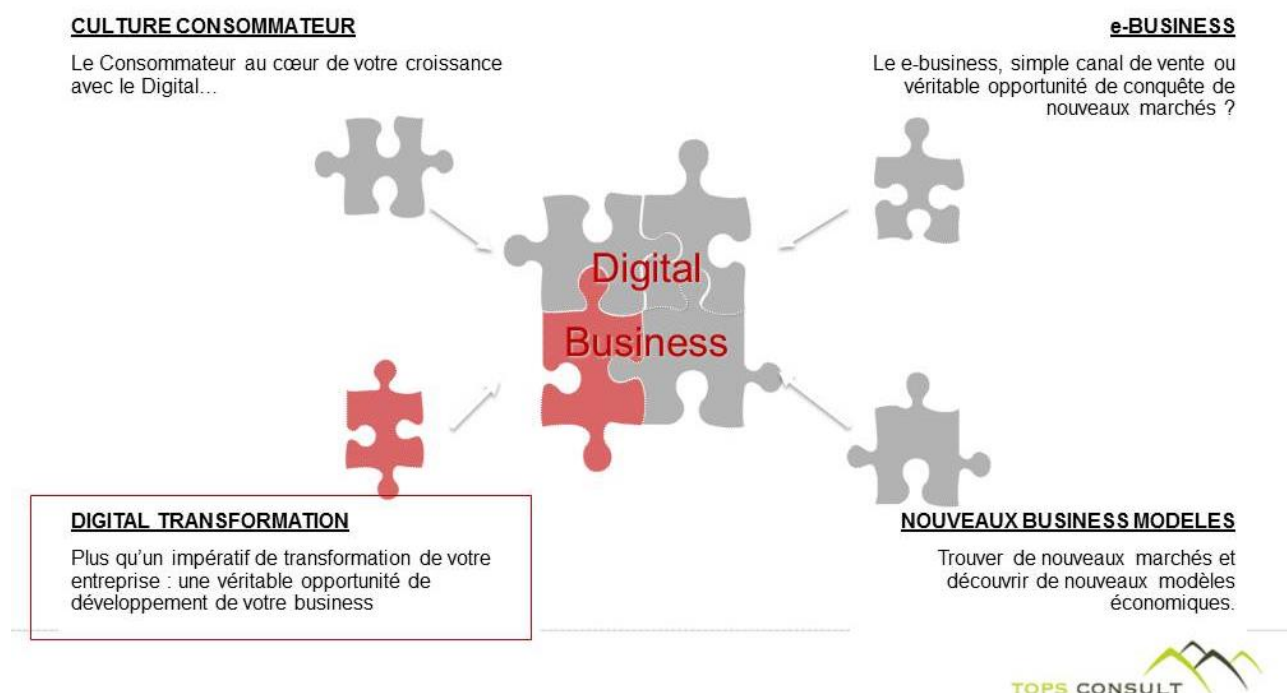 CULTURE CONSOMMATEUR
Le Consommateur au cœur de votre croissance
avec le Digital...
e-BUSINESS
Le e-business, simple canal de vente ou
véritable opportunité de conquête de
nouveaux marchés ?
Digital
Business
DIGITAL TRANSFORMATION
Plus qu'un impératif de transformation de votre
entreprise : une véritable opportunité de
développement de votre business
NOUVEAUX BUSINESS MODELES
Trouver de nouveaux marchés et
découvrir de nouveaux modèles
économiques.
TOPS CONSULT